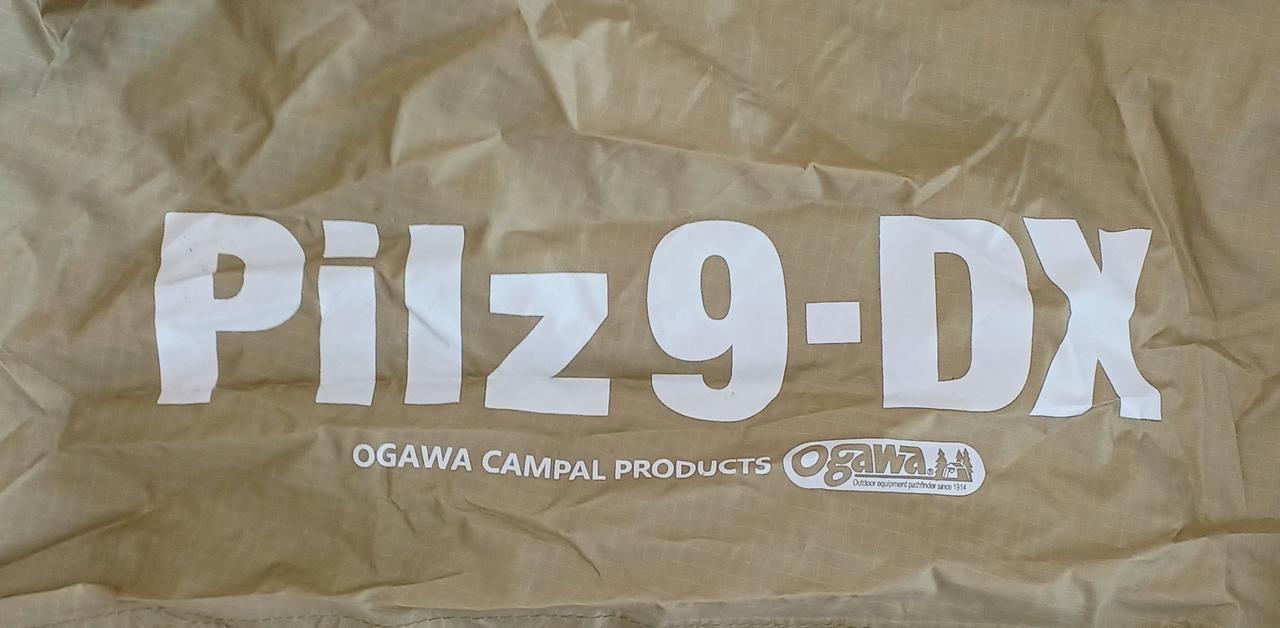 Pilz9-DX
OGAWA CAMPAL PRODUCTS
ogawa®
Outdoor equipment pathfinder since 1914